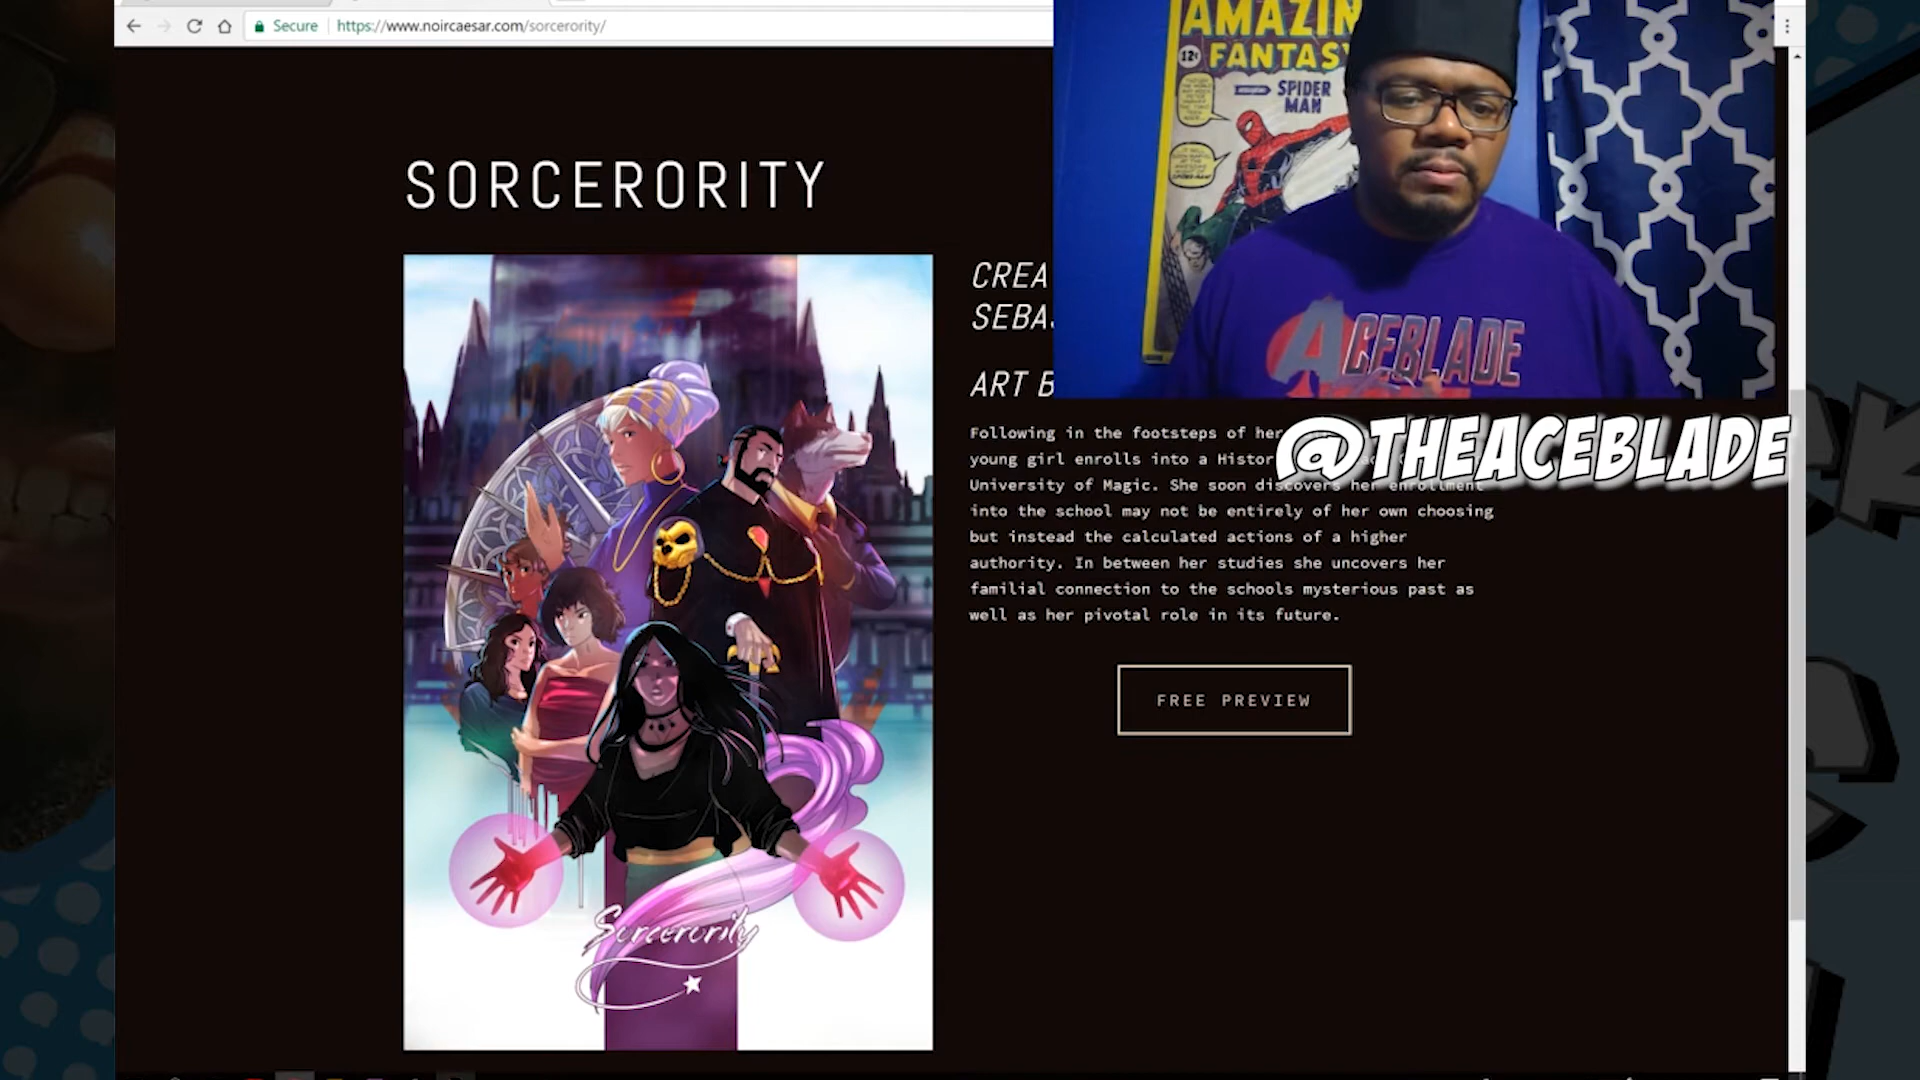 Secure
https://www.noircaesar.com/sorcerority/
AMAZIN
12¢
FANTASY
SPIDER
MAN
SORCERORITY
CREA
SEBAS
ACEBLADE
ART B
@THEACEBLADE
Following in the footsteps of her
young girl enrolls into a Histor
University of Magic. She soon discovers her enrollment
into the school may not be entirely of her own choosing
but instead the calculated actions of a higher
authority. In between her studies she uncovers her
familial connection to the schools mysterious past as
well as her pivotal role in its future.
FREE PREVIEW
Sorcerority